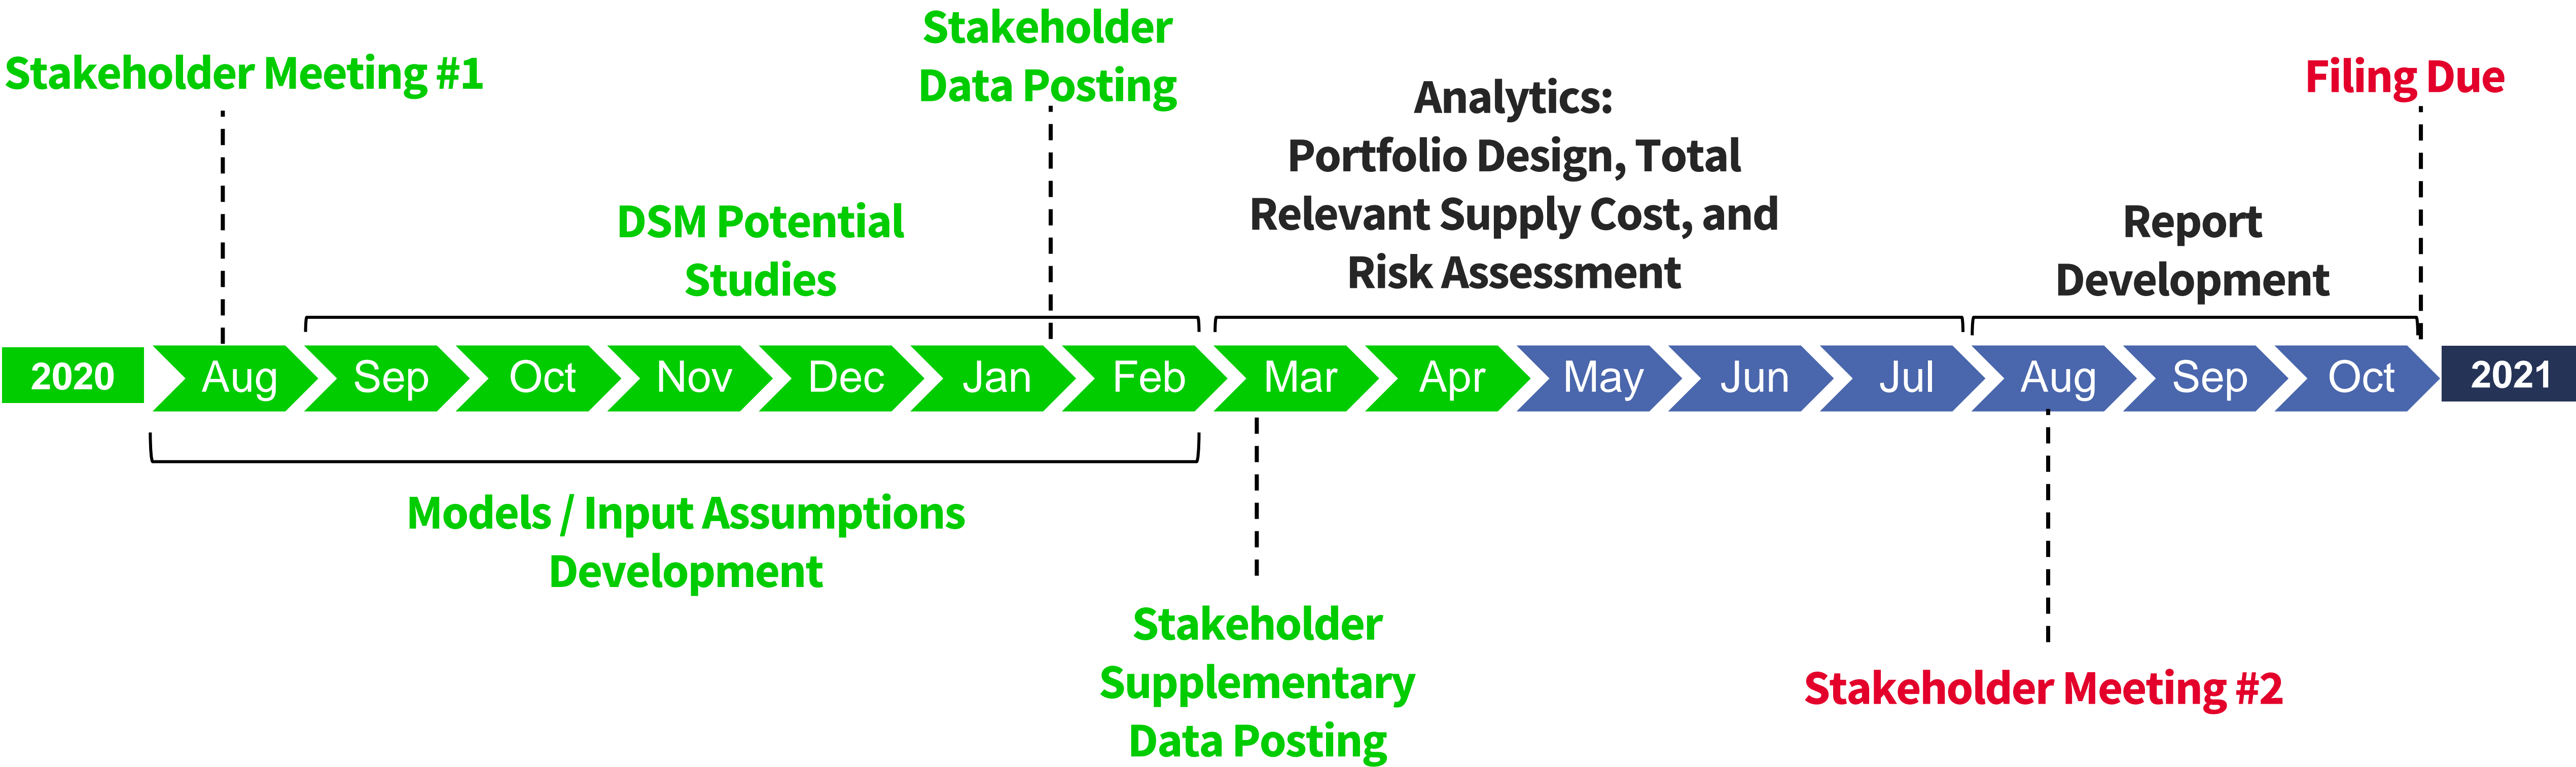 Stakeholder Meeting #1
Stakeholder
Data Posting
Analytics:
Portfolio Design, Total
Relevant Supply Cost, and
Risk Assessment
Filing Due
DSM Potential
Studies
Report
Development
2020
Aug
Sep
Oct
Nov
Dec
Jan
Feb
Mar
Apr
May
Jun
Jul
Aug
Sep
Oct
2021
Models / Input Assumptions
Development
Stakeholder
Supplementary
Data Posting
Stakeholder Meeting #2